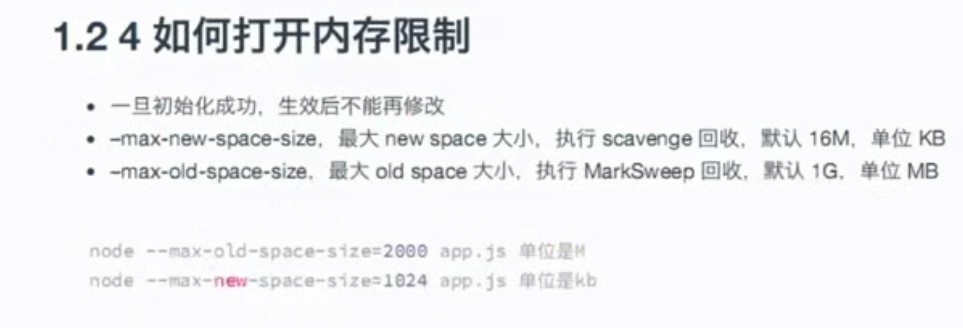 1.2 4 如何打开内存限制
• 一旦初始化成功，生效后不能再修改
• –max-new-space-size，最大 new space 大小，执行 scavenge 回收，默认 16M，单位 KB
• –max-old-space-size，最大 old space 大小，执行 MarkSweep 回收，默认 1G，单位 MB
node --max-old-space-size=2000 app.js 单位是M
node --max-new-space-size=1024 app.js 单位是kb